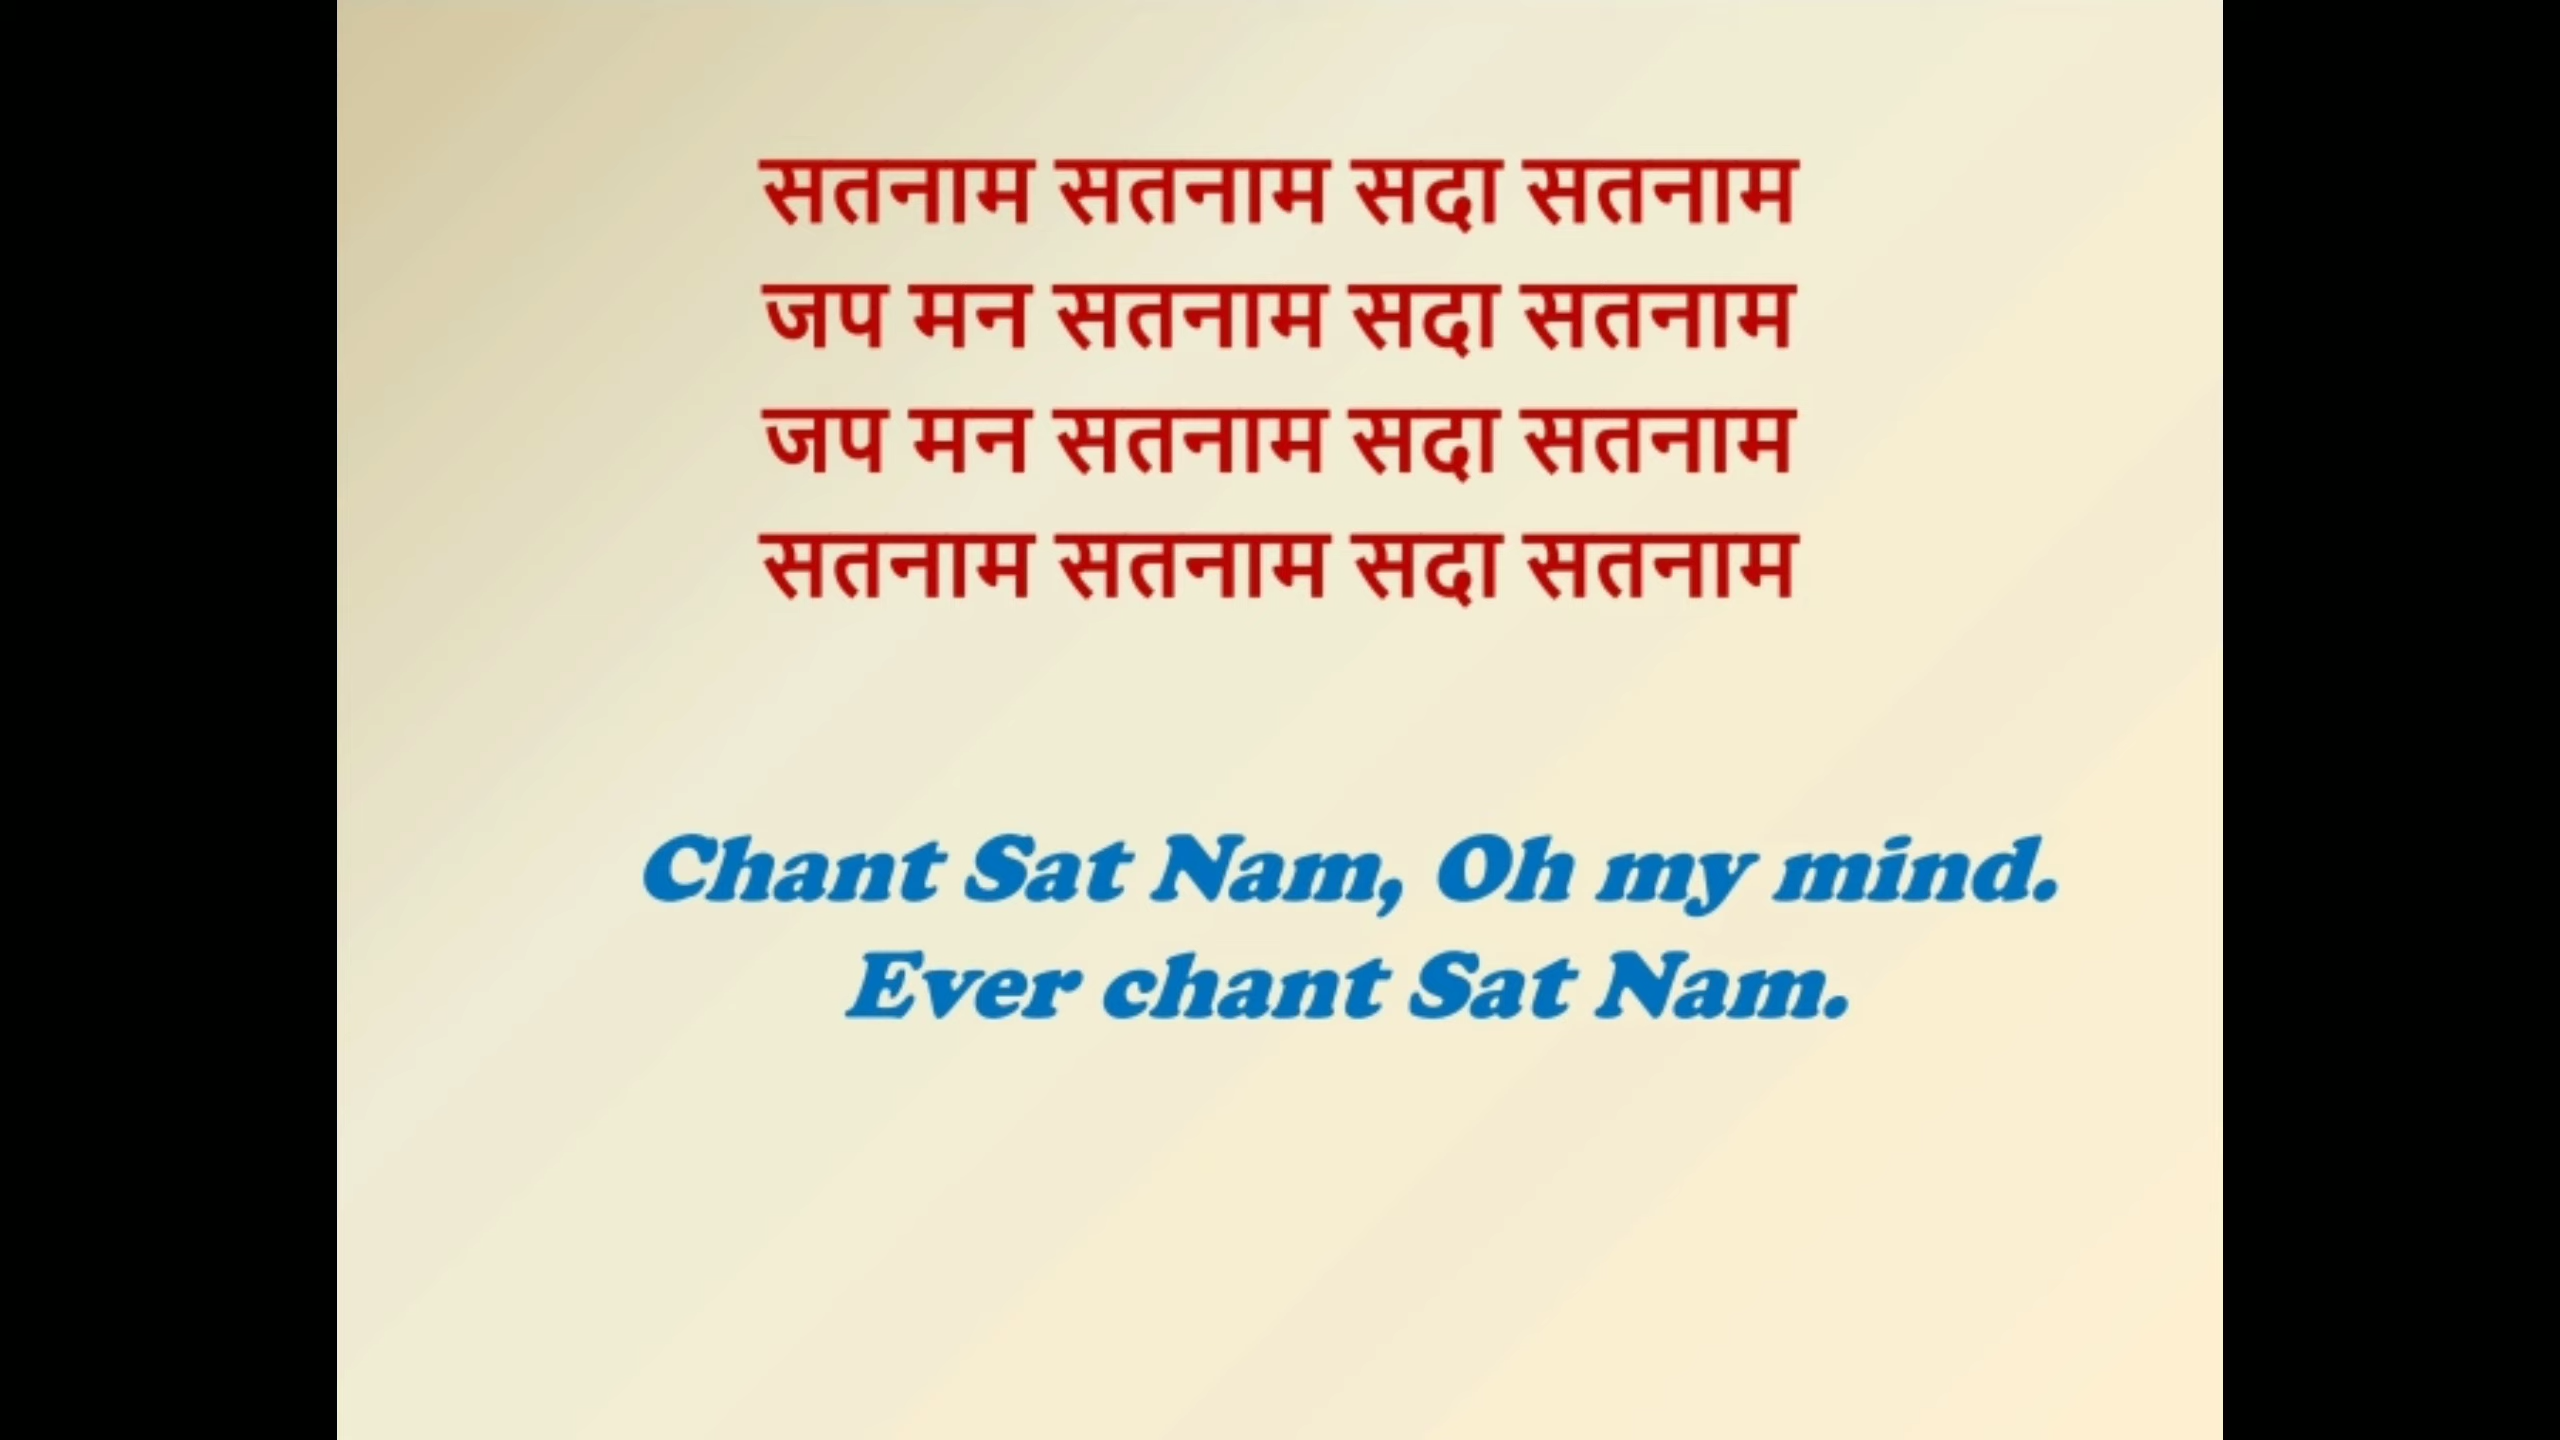 सतनाम सतनाम सदा सतनाम
जप मन सतनाम सदा सतनाम
जप मन सतनाम सदा सतनाम
सतनाम सतनाम सदा सतनाम
Chant Sat Nam, Oh my mind.
Ever chant Sat Nam.